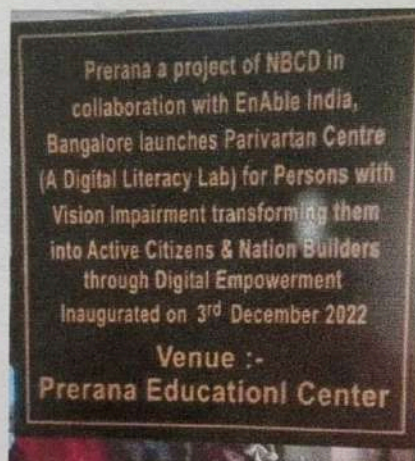 Prerana a project of NBCD in
collaboration with EnAble India,
Bangalore launches Parivartan Centre
(A Digital Literacy Lab) for Persons with
Vision Impairment transforming them
into Active Citizens & Nation Builders
through Digital Empowerment
Inaugurated on 3rd December 2022
Venue :-
Prerana Educationl Center